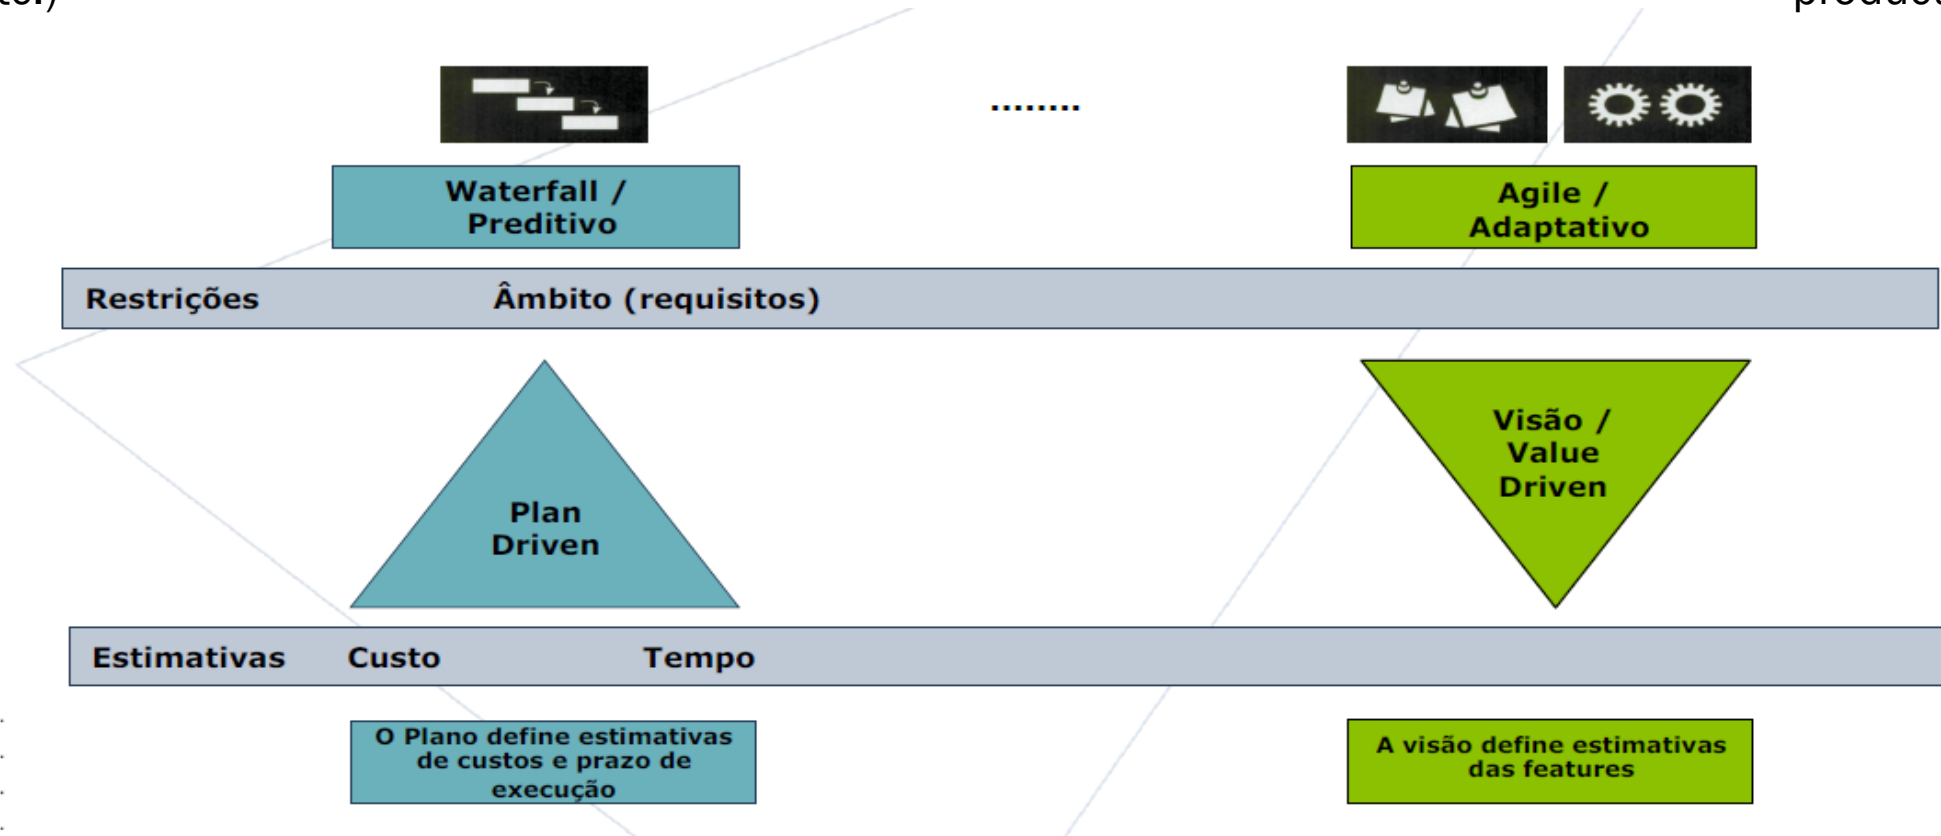 ........
Waterfall /
Preditivo
Agile /
Adaptativo
Restrições Âmbito (requisitos)
Plan
Driven
Visão /
Value
Driven
Estimativas Custo Tempo
O Plano define estimativas
de custos e prazo de
execução
A visão define estimativas
das features